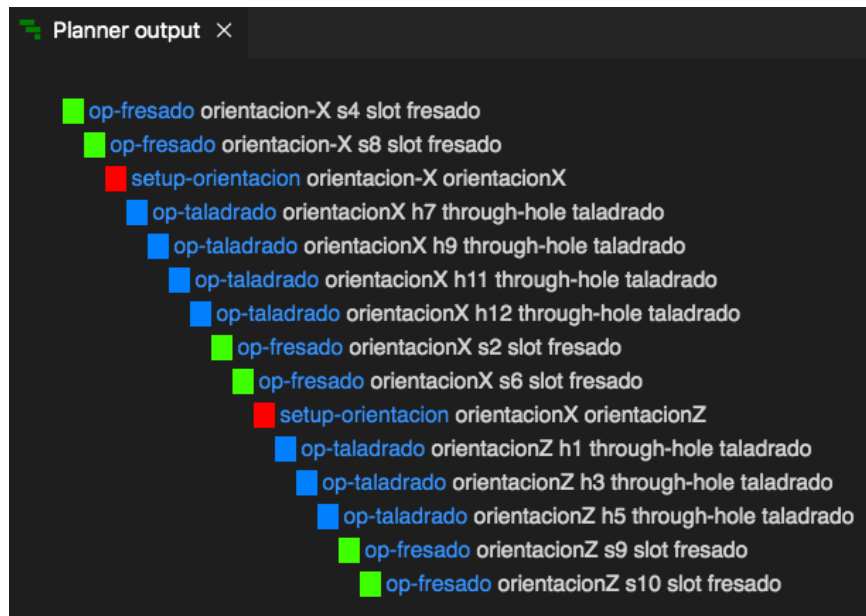 Planner output ×
op-fresado orientacion-X s4 slot fresado
op-fresado orientacion-X s8 slot fresado
setup-orientacion orientacion-X orientacionX
op-taladrado orientacionX h7 through-hole taladrado
op-taladrado orientacionX h9 through-hole taladrado
op-taladrado orientacionX h11 through-hole taladrado
op-taladrado orientacionX h12 through-hole taladrado
op-fresado orientacionX s2 slot fresado
op-fresado orientacionX s6 slot fresado
setup-orientacion orientacionX orientacionZ
op-taladrado orientacionZ h1 through-hole taladrado
op-taladrado orientacionZ h3 through-hole taladrado
op-taladrado orientacionZ h5 through-hole taladrado
op-fresado orientacionZ s9 slot fresado
op-fresado orientacionZ s10 slot fresado